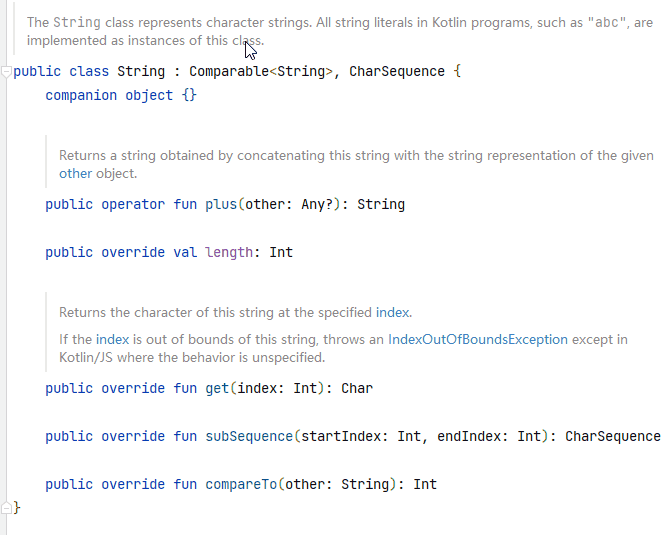 The String class represents character strings. All string literals in Kotlin programs, such as "abc", are
implemented as instances of this class.
public class String : Comparable<String>, CharSequence {
companion object {}
Returns a string obtained by concatenating this string with the string representation of the given
other object.
public operator fun plus(other: Any?): String
public override val length: Int
Returns the character of this string at the specified index.
If the index is out of bounds of this string, throws an IndexOutOfBoundsException except in
Kotlin/JS where the behavior is unspecified.
public override fun get(index: Int): Char
public override fun subSequence(startIndex: Int, endIndex: Int): CharSequence
public override fun compareTo(other: String): Int
}